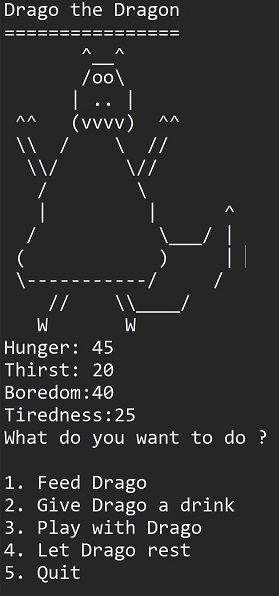 Drago the Dragon
================
Hunger: 45
Thirst: 20
Boredom:40
Tiredness:25
What do you want to do ?
1. Feed Drago
2. Give Drago a drink
3. Play with Drago
4. Let Drago rest
5. Quit